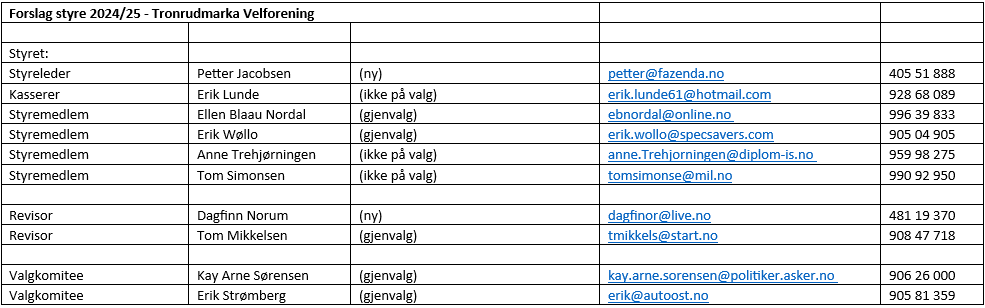 Forslag styre 2024/25 - Tronrudmarka Velforening
Styret:
Styreleder Petter Jacobsen (ny) petter@fazenda.no 405 51 888
Kasserer Erik Lunde (ikke på valg) erik.lunde61@hotmail.com 928 68 089
Styremedlem Ellen Blaau Nordal (gjenvalg) ebnordal@online.no 996 39 833
Styremedlem Erik Wøllo (gjenvalg) erik.wollo@specsavers.com 905 04 905
Styremedlem Anne Trehjørningen (ikke på valg) anne.Trehjorningen@diplom-is.no 959 98 275
Styremedlem Tom Simonsen (ikke på valg) tomsimonse@mil.no 990 92 950
Revisor Dagfinn Norum (ny) dagfinor@live.no 481 19 370
Revisor Tom Mikkelsen (gjenvalg) tmikkels@start.no 908 47 718
Valgkomitee Kay Arne Sørensen (gjenvalg) kay.arne.sorensen@politiker.asker.no 906 26 000
Valgkomitee Erik Strømberg (gjenvalg) erik@autoost.no 905 81 359